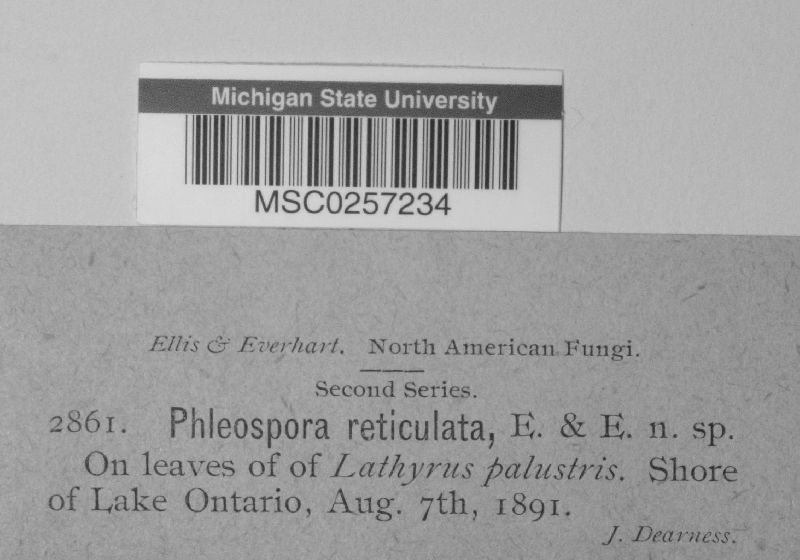 Michigan State University
MSC0257234
Ellis & Everhart. North American Fungi.
Second Series.
2861. Phleospora reticulata, E. & E. n. sp.
On leaves of of Lathyrus palustris. Shore
of Lake Ontario, Aug. 7th, 1891.
J. Dearness.